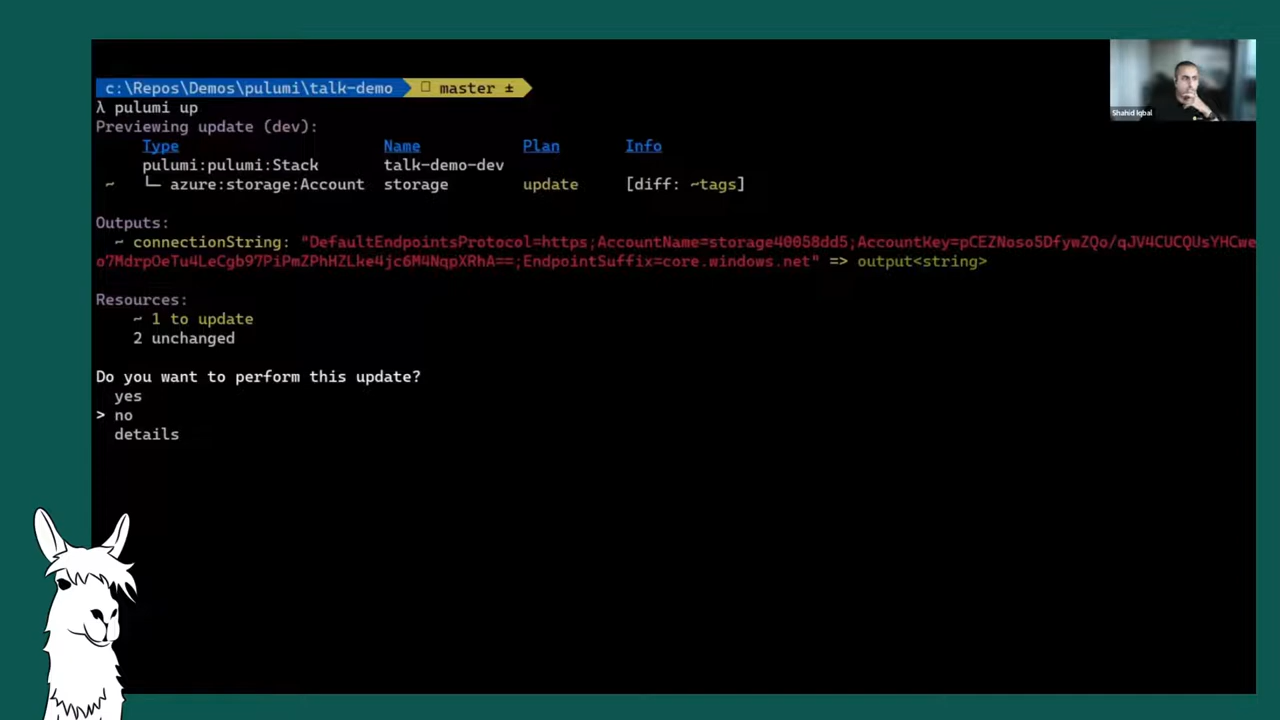 c:\Repos\Demos\pulumi\talk-demo master ±
Shahid Iqbal
λ pulumi up
Previewing update (dev):
Type Name Plan Info
pulumi:pulumi:Stack talk-demo-dev
~ └─ azure:storage:Account storage update [diff: ~tags]
Outputs:
~ connectionString: "DefaultEndpointsProtocol=https;AccountName=storage40058dd5;AccountKey=pCEZNoso5DfywZQo/qJV4CUCQUsYHCwe
o7MdrpOeTu4LeCgb97PiPmZPhHZLke4jc6M4NqpXRhA==;EndpointSuffix=core.windows.net" => output<string>
Resources:
~ 1 to update
2 unchanged
Do you want to perform this update?
yes
> no
details